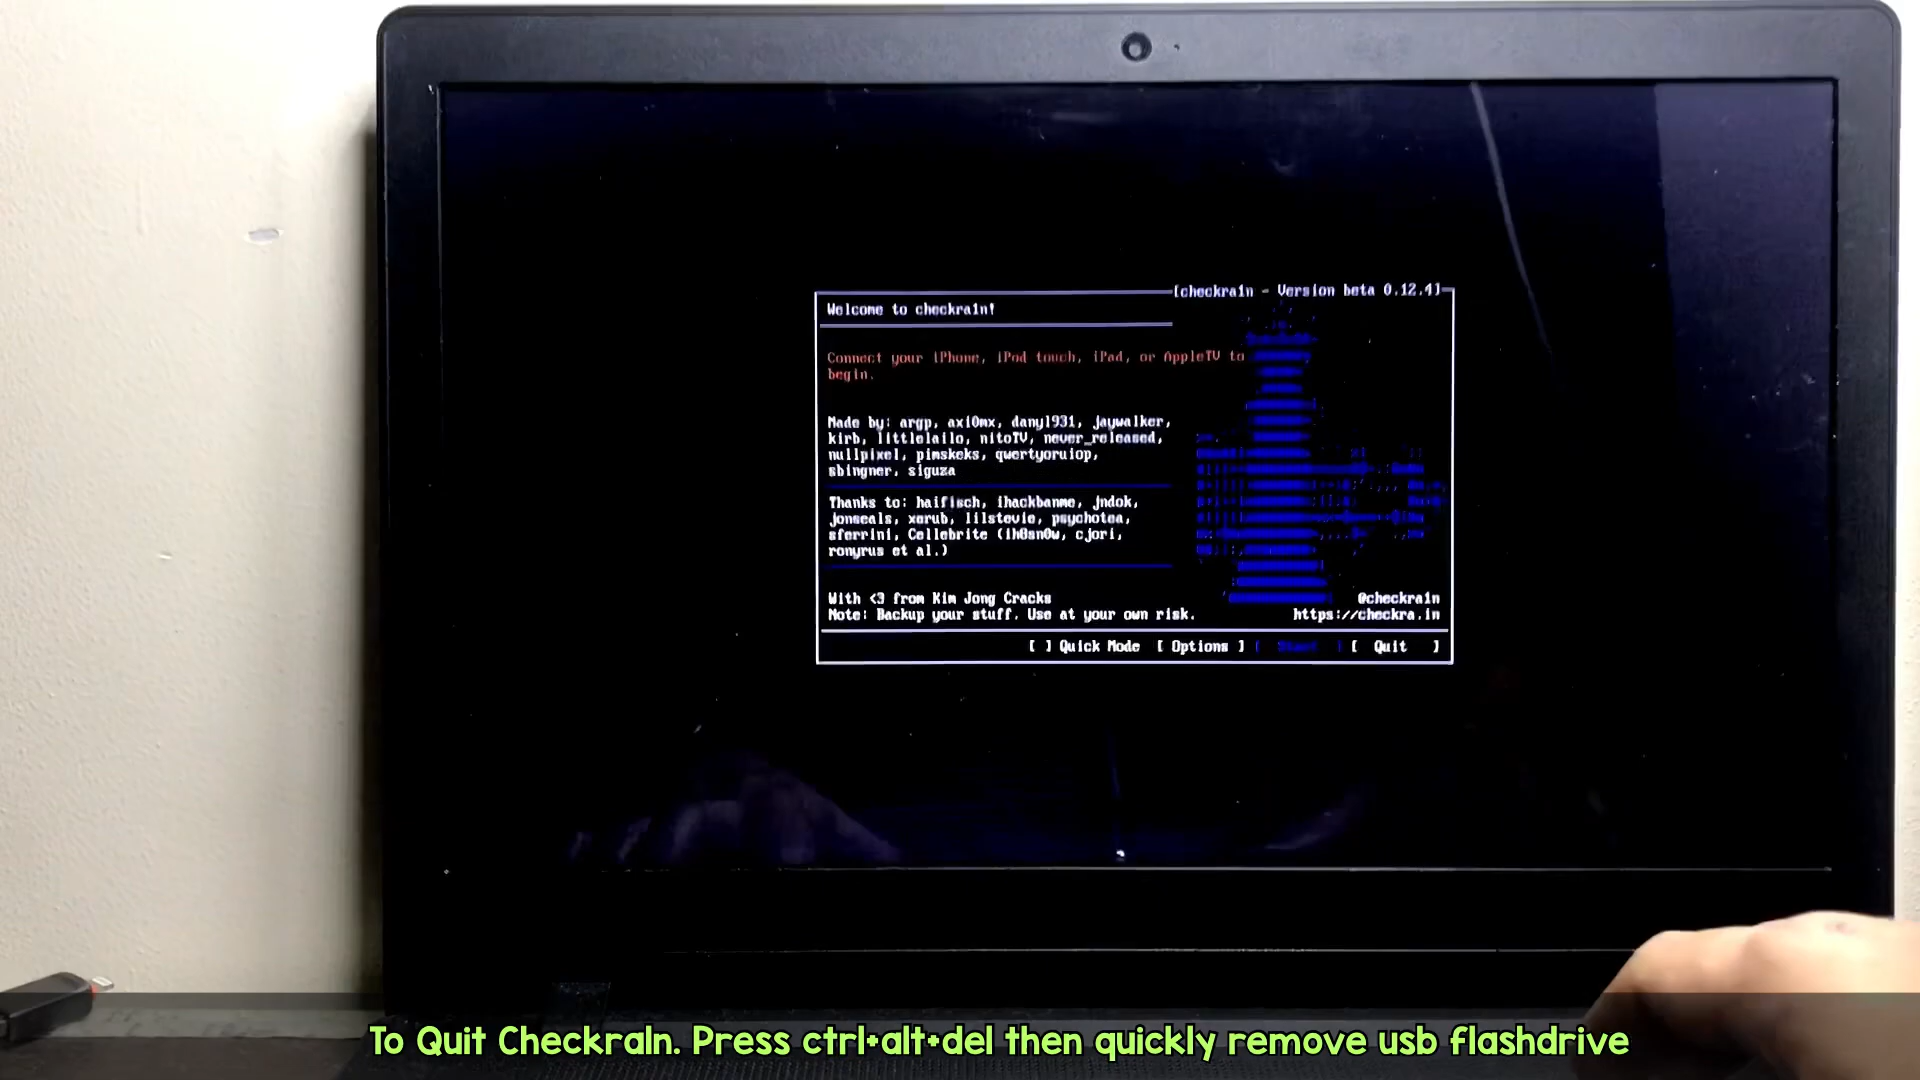 [checkra1n - Version beta 0.12.4]
Welcome to checkra1n!
Connect your iPhone, iPod touch, iPad, or AppleTV to
begin.
Made by: argp, axi0mx, danyl931, jaywalker,
kirb, littlelailo, nitoTV, never_released,
nullpixel, pimskeks, qwertyoruiop,
sbingner, siguza
Thanks to: haifisch, ihackbanme, jndok,
jonseals, xerub, lilstevie, psychotea,
sferrini, Cellebrite (ih8sn0w, cjori,
ronyrus et al.)
With <3 from Kim Jong Cracks
@checkra1n
Note: Backup your stuff. Use at your own risk.
https://checkra.in
[ ] Quick Mode [ Options ] [ Start ] [ Quit ]
To Quit Checkra1n. Press ctrl+alt+del then quickly remove usb flashdrive